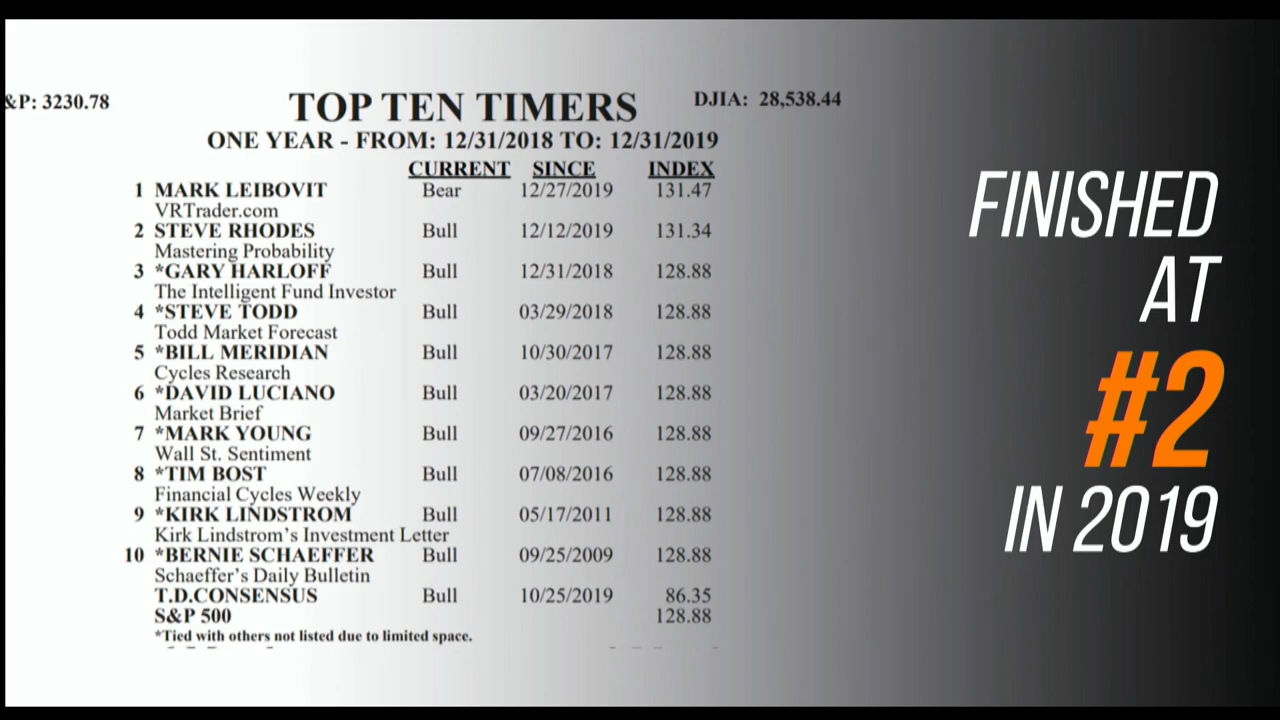 &P: 3230.78
TOP TEN TIMERS
DJIA: 28,538.44
ONE YEAR - FROM: 12/31/2018 TO: 12/31/2019
CURRENT SINCE INDEX
1 MARK LEIBOVIT Bear 12/27/2019 131.47
VRTrader.com
2 STEVE RHODES Bull 12/12/2019 131.34
Mastering Probability
3 *GARY HARLOFF Bull 12/31/2018 128.88
The Intelligent Fund Investor
4 *STEVE TODD Bull 03/29/2018 128.88
Todd Market Forecast
5 *BILL MERIDIAN Bull 10/30/2017 128.88
Cycles Research
6 *DAVID LUCIANO Bull 03/20/2017 128.88
Market Brief
7 *MARK YOUNG Bull 09/27/2016 128.88
Wall St. Sentiment
8 *TIM BOST Bull 07/08/2016 128.88
Financial Cycles Weekly
9 *KIRK LINDSTROM Bull 05/17/2011 128.88
Kirk Lindstrom's Investment Letter
10 *BERNIE SCHAEFFER Bull 09/25/2009 128.88
Schaeffer's Daily Bulletin
T.D.CONSENSUS Bull 10/25/2019 86.35
S&P 500 128.88
*Tied with others not listed due to limited space.
FINISHED
AT
#2
IN 2019